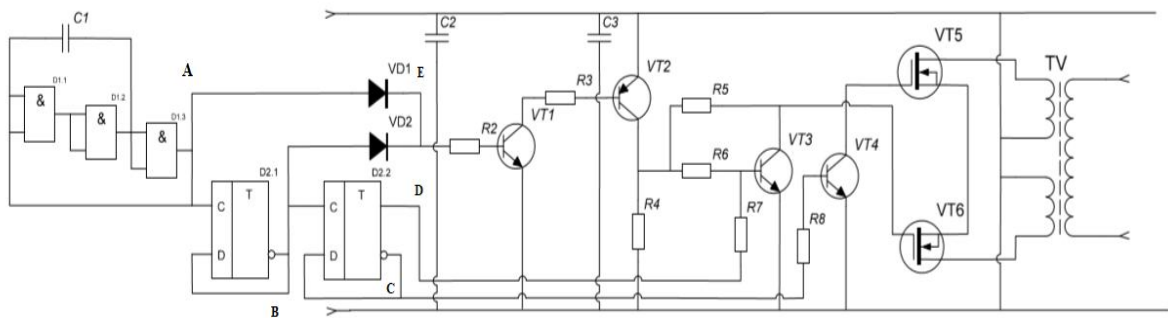 C1
A
D1.1
&
D1.2
&
D1.3
&
VD1
E
VD2
D2.1
T
C
D
B
D2.2
T
C
D
C
D
C2
R2
VT1
C3
R3
VT2
R4
R5
R6
VT3
R7
R8
VT4
VT5
VT6
TV